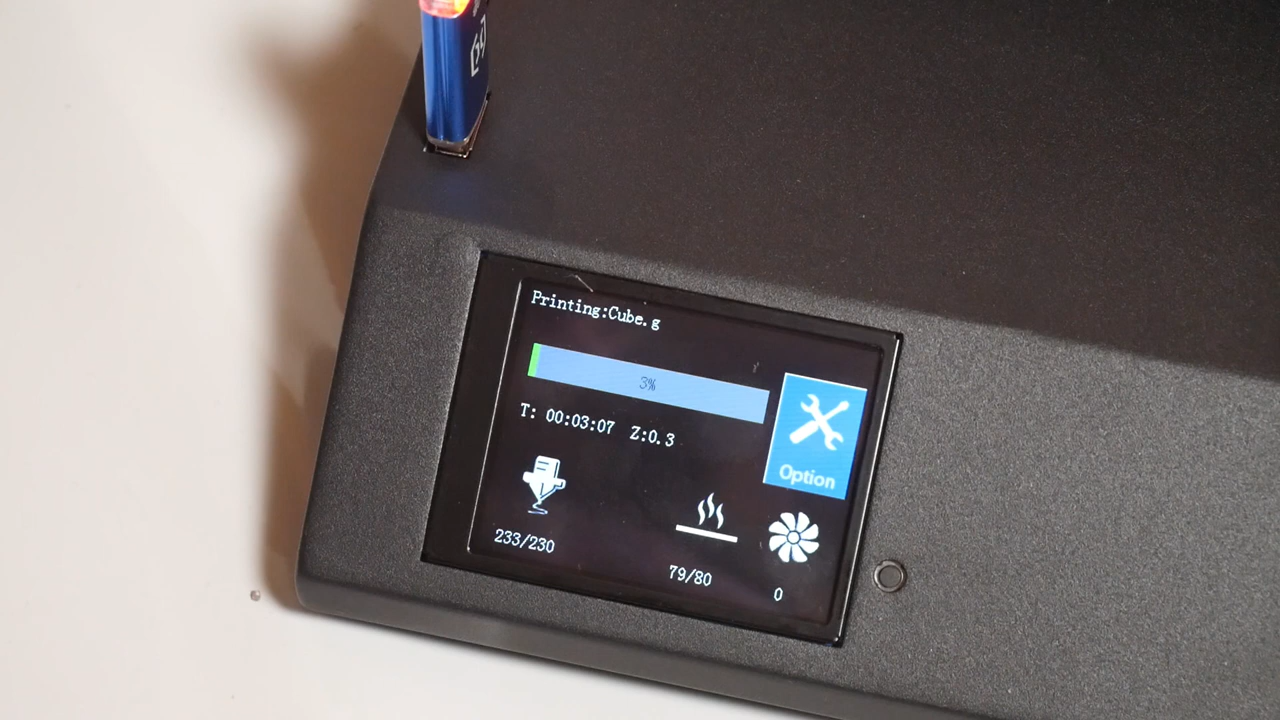 Printing:Cube.g
3%
T: 00:03:07 Z:0.3
Option
233/230
79/80
0